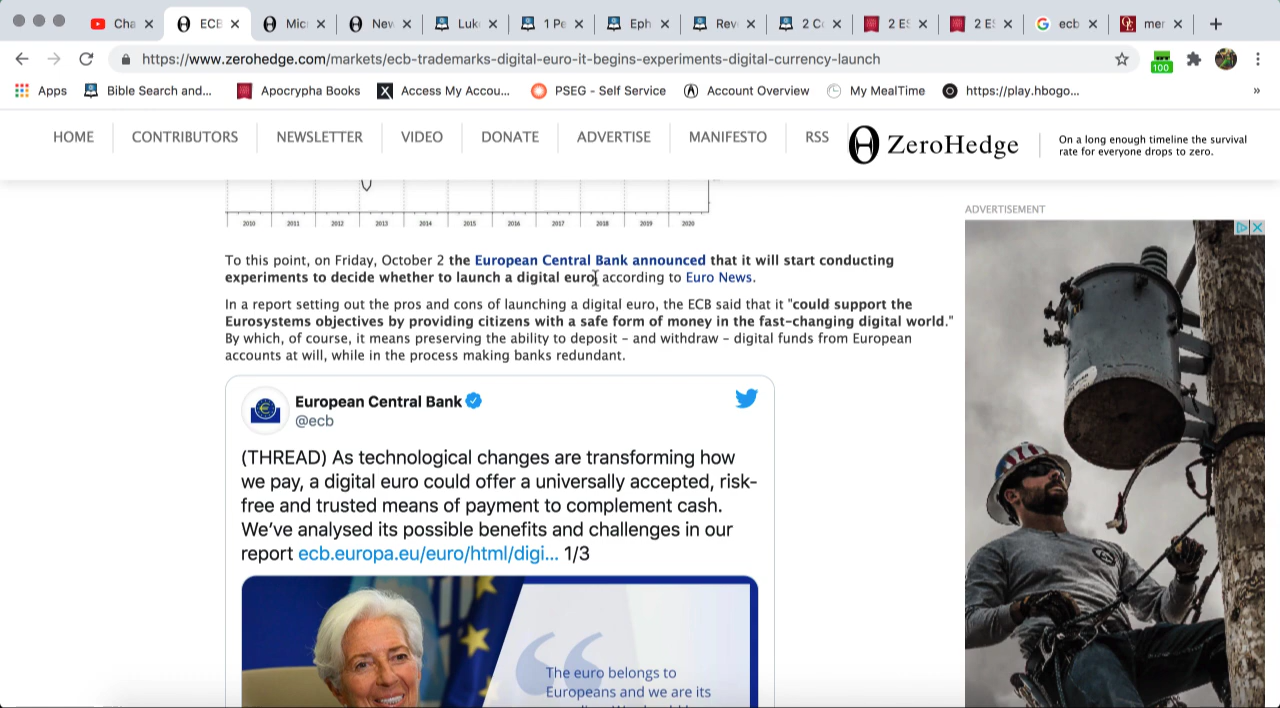 Cha
ECB
Mic
Nev
Luk
1 Pe
Eph
Rev
2 C
2 ES
2 E
ecb
mer
https://www.zerohedge.com/markets/ecb-trademarks-digital-euro-it-begins-experiments-digital-currency-launch
100
Apps
Bible Search and...
Apocrypha Books
Access My Accou...
PSEG - Self Service
Account Overview
My MealTime
https://play.hbogo...
»
HOME
CONTRIBUTORS
NEWSLETTER
VIDEO
DONATE
ADVERTISE
MANIFESTO
RSS
ZeroHedge
On a long enough timeline the survival
rate for everyone drops to zero.
2010 2011 2012 2013 2014 2015 2016 2017 2018 2019 2020
ADVERTISEMENT
To this point, on Friday, October 2 the European Central Bank announced that it will start conducting
experiments to decide whether to launch a digital euro, according to Euro News.
In a report setting out the pros and cons of launching a digital euro, the ECB said that it "could support the
Eurosystems objectives by providing citizens with a safe form of money in the fast-changing digital world."
By which, of course, it means preserving the ability to deposit - and withdraw - digital funds from European
accounts at will, while in the process making banks redundant.
European Central Bank
@ecb
(THREAD) As technological changes are transforming how
we pay, a digital euro could offer a universally accepted, risk-
free and trusted means of payment to complement cash.
We've analysed its possible benefits and challenges in our
report ecb.europa.eu/euro/html/digi... 1/3
The euro belongs to
Europeans and we are its